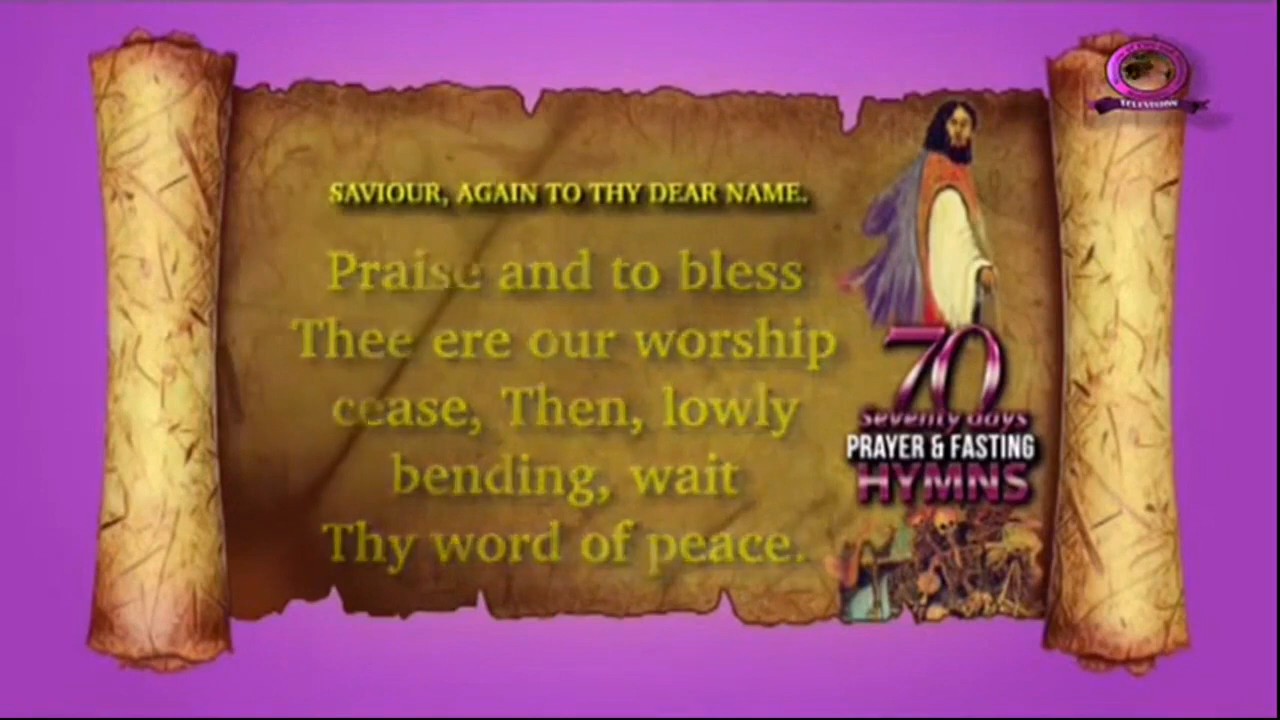 TELEVISION
SAVIOUR, AGAIN TO THY DEAR NAME.
Praise and to bless
Thee ere our worship
cease, Then, lowly
bending, wait
Thy word of peace.
70
Seventy days
PRAYER & FASTING
HYMNS